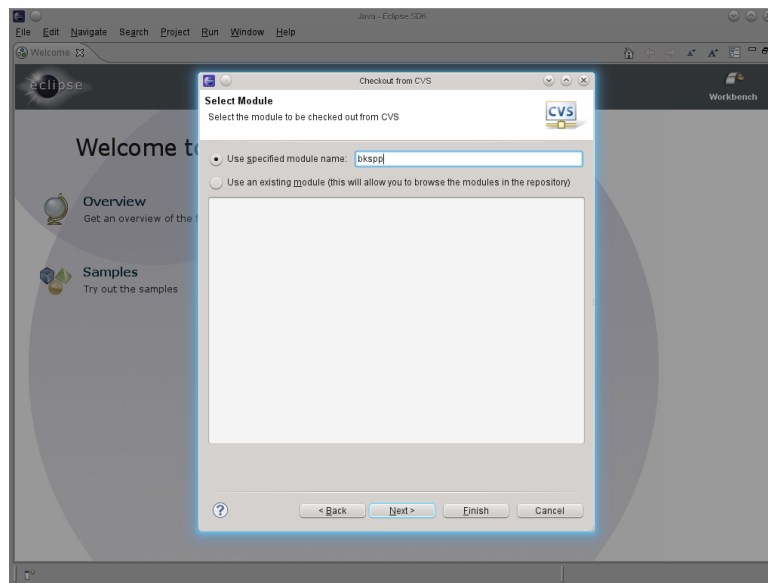 Java - Eclipse SDK
File Edit Navigate Search Project Run Window Help
Welcome
eclipse
Workbench
Welcome to
Overview
Get an overview of the f
Samples
Try out the samples
Checkout from CVS
Select Module
Select the module to be checked out from CVS
CVS
Use specified module name: bkspp
Use an existing module (this will allow you to browse the modules in the repository)
< Back Next > Finish Cancel